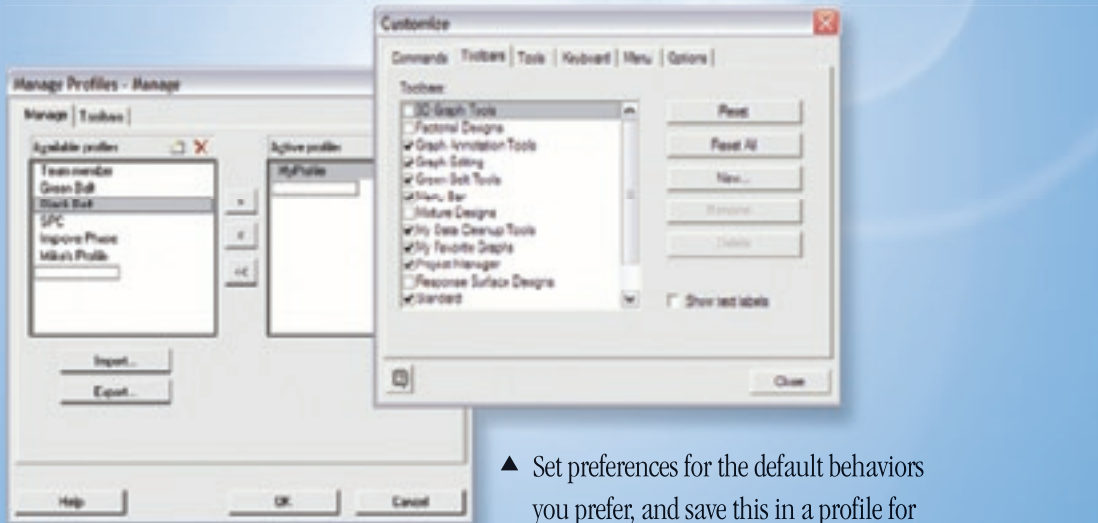 Customize
Commands Toolbars Tools Keyboard Menu Options
Toolbars:
3D Graph Tools
Factorial Designs
Graph Annotation Tools
Graph Editing
Green Belt Tools
Menu Bar
Mixture Designs
My Data Cleanup Tools
My Favorite Graphs
Project Manager
Response Surface Designs
Standard
Reset
Reset All
New...
Rename...
Delete
Show text labels
Close
Manage Profiles - Manage
Manage Toolbars
Available profiles
Team member
Green Belt
Black Belt
SPC
Improve Phase
Mike's Profile
>
<
<<
Active profiles
MyProfile
Import...
Export...
Help
OK
Cancel
▲ Set preferences for the default behaviors
you prefer, and save this in a profile for